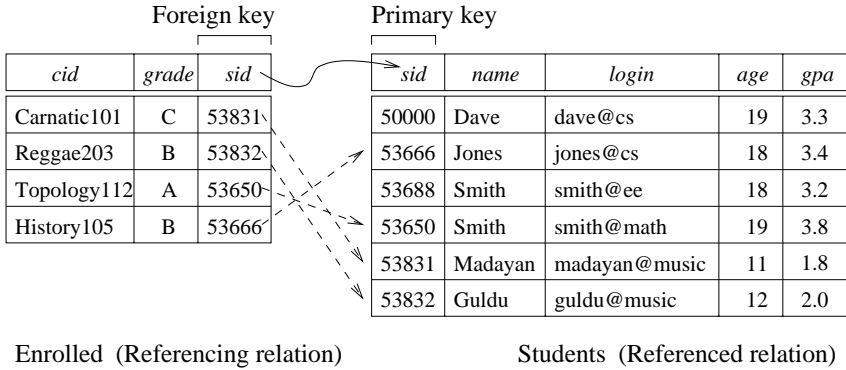 Foreign key Primary key
cid grade sid sid name login age gpa
Carnatic101 C 53831 50000 Dave dave@cs 19 3.3
Reggae203 B 53832 53666 Jones jones@cs 18 3.4
Topology112 A 53650 53688 Smith smith@ee 18 3.2
History105 B 53666 53650 Smith smith@math 19 3.8
53831 Madayan madayan@music 11 1.8
53832 Guldu guldu@music 12 2.0
Enrolled (Referencing relation) Students (Referenced relation)